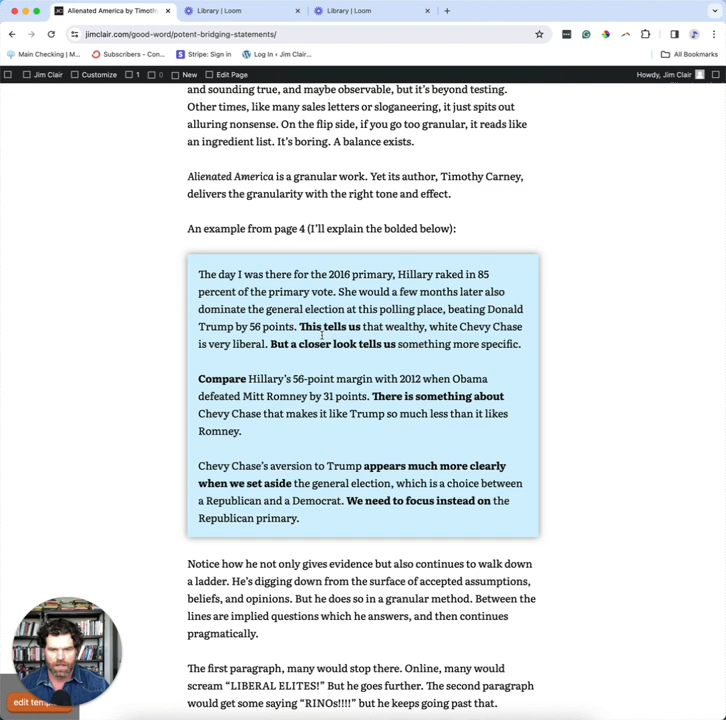 Alienated America by Timoth
Library | Loom
Library | Loom
jimclair.com/good-word/potent-bridging-statements/
Main Checking | M...
Subscribers - Con...
Stripe: Sign in
Log In ‹ Jim Clair...
All Bookmarks
Jim Clair
Customize
1
0
New
Edit Page
Howdy, Jim Clair
and sounding true, and maybe observable, but it's beyond testing.
Other times, like many sales letters or sloganeering, it just spits out
alluring nonsense. On the flip side, if you go too granular, it reads like
an ingredient list. It's boring. A balance exists.
Alienated America is a granular work. Yet its author, Timothy Carney,
delivers the granularity with the right tone and effect.
An example from page 4 (I'll explain the bolded below):
The day I was there for the 2016 primary, Hillary raked in 85
percent of the primary vote. She would a few months later also
dominate the general election at this polling place, beating Donald
Trump by 56 points. This tells us that wealthy, white Chevy Chase
is very liberal. But a closer look tells us something more specific.
Compare Hillary's 56-point margin with 2012 when Obama
defeated Mitt Romney by 31 points. There is something about
Chevy Chase that makes it like Trump so much less than it likes
Romney.
Chevy Chase's aversion to Trump appears much more clearly
when we set aside the general election, which is a choice between
a Republican and a Democrat. We need to focus instead on the
Republican primary.
Notice how he not only gives evidence but also continues to walk down
a ladder. He's digging down from the surface of accepted assumptions,
beliefs, and opinions. But he does so in a granular method. Between the
lines are implied questions which he answers, and then continues
pragmatically.
The first paragraph, many would stop there. Online, many would
scream “LIBERAL ELITES!” But he goes further. The second paragraph
would get some saying “RINOs!!!!” but he keeps going past that.
edit temp